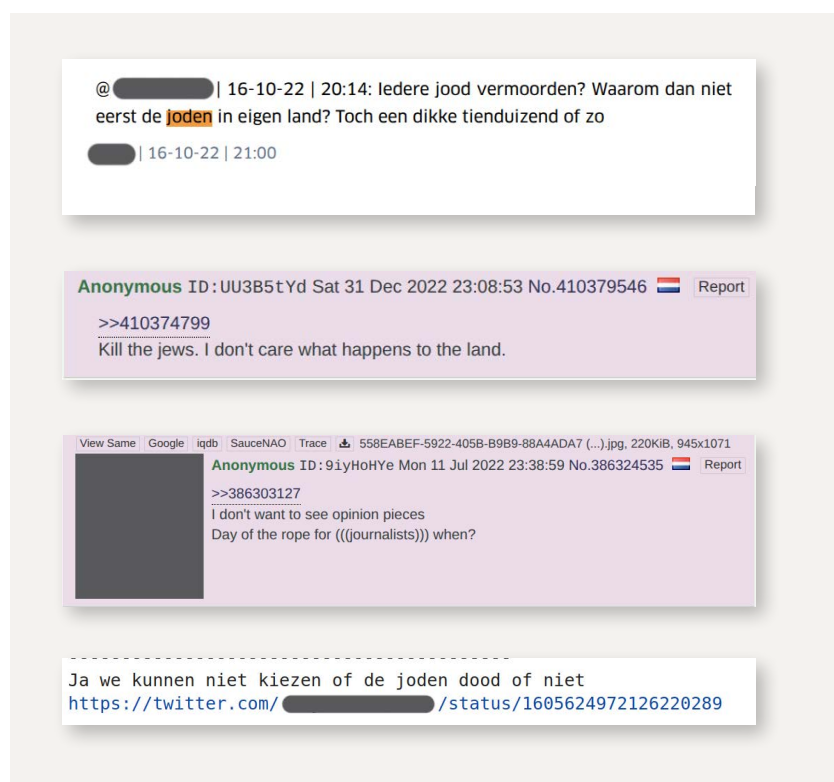 @ | 16-10-22 | 20:14: Iedere jood vermoorden? Waarom dan niet
eerst de joden in eigen land? Toch een dikke tienduizend of zo
| 16-10-22 | 21:00
Anonymous ID:UU3B5tYd Sat 31 Dec 2022 23:08:53 No.410379546 Report
>>410374799
Kill the jews. I don't care what happens to the land.
View Same Google iqdb SauceNAO Trace 558EABEF-5922-405B-B9B9-88A4ADA7 (...).jpg, 220KiB, 945x1071
Anonymous ID:9iyHoHYe Mon 11 Jul 2022 23:38:59 No.386324535 Report
>>386303127
I don't want to see opinion pieces
Day of the rope for (((journalists))) when?
Ja we kunnen niet kiezen of de joden dood of niet
https://twitter.com/ /status/1605624972126220289